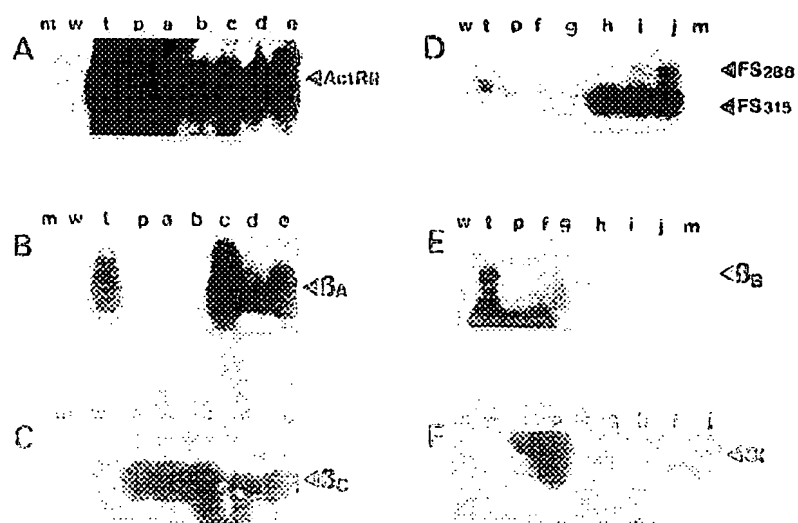 m w t p a b c d e
A
◁ActRII
w t p f g h i j m
D
◁FS288
◁FS315
m w t p a b c d e
B
◁βA
w t p f g h i j m
E
◁βB
C
◁βC
F